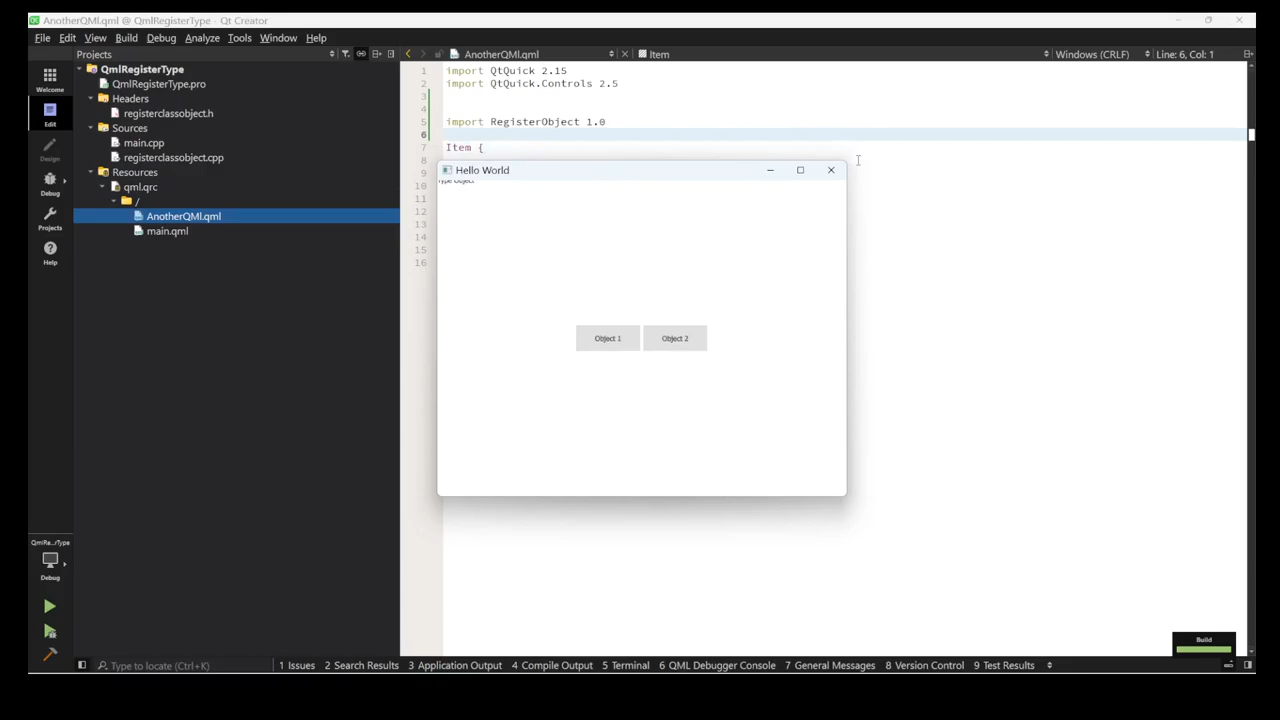 AnotherQMl.qml @ QmlRegisterType - Qt Creator
File Edit View Build Debug Analyze Tools Window Help
Projects
AnotherQMl.qml
Item
Windows (CRLF)
Line: 6, Col: 1
Welcome
Edit
Design
Debug
Projects
Help
QmlRegisterType
QmlRegisterType.pro
Headers
registerclassobject.h
Sources
main.cpp
registerclassobject.cpp
Resources
qml.qrc
/
AnotherQMl.qml
main.qml
1 import QtQuick 2.15
2 import QtQuick.Controls 2.5
3
4
5 import RegisterObject 1.0
6
7 Item {
8
9
10
11
12
13
14
15
16
Hello World
Object 1
Object 2
QmlRe...rType
Debug
Build
Type to locate (Ctrl+K)
1 Issues 2 Search Results 3 Application Output 4 Compile Output 5 Terminal 6 QML Debugger Console 7 General Messages 8 Version Control 9 Test Results